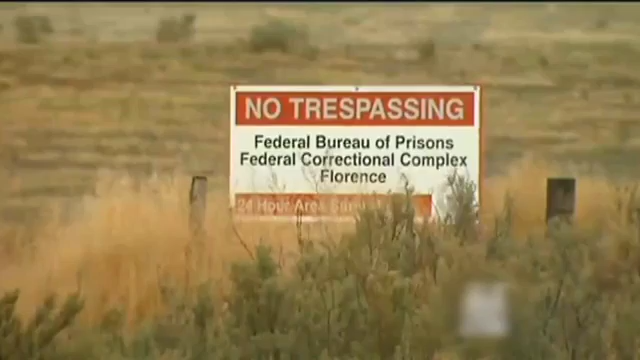 NO TRESPASSING
Federal Bureau of Prisons
Federal Correctional Complex
Florence
24 Hour Area